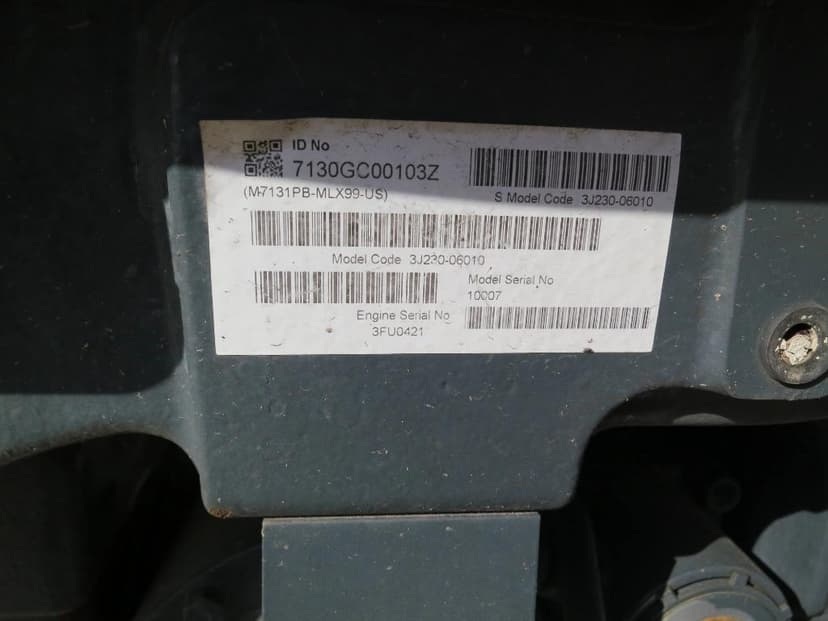 ID No
7130GC00103Z
(M7131PB-MLX99-US)
S Model Code 3J230-06010
Model Code 3J230-06010
Model Serial No
10007
Engine Serial No
3FU0421